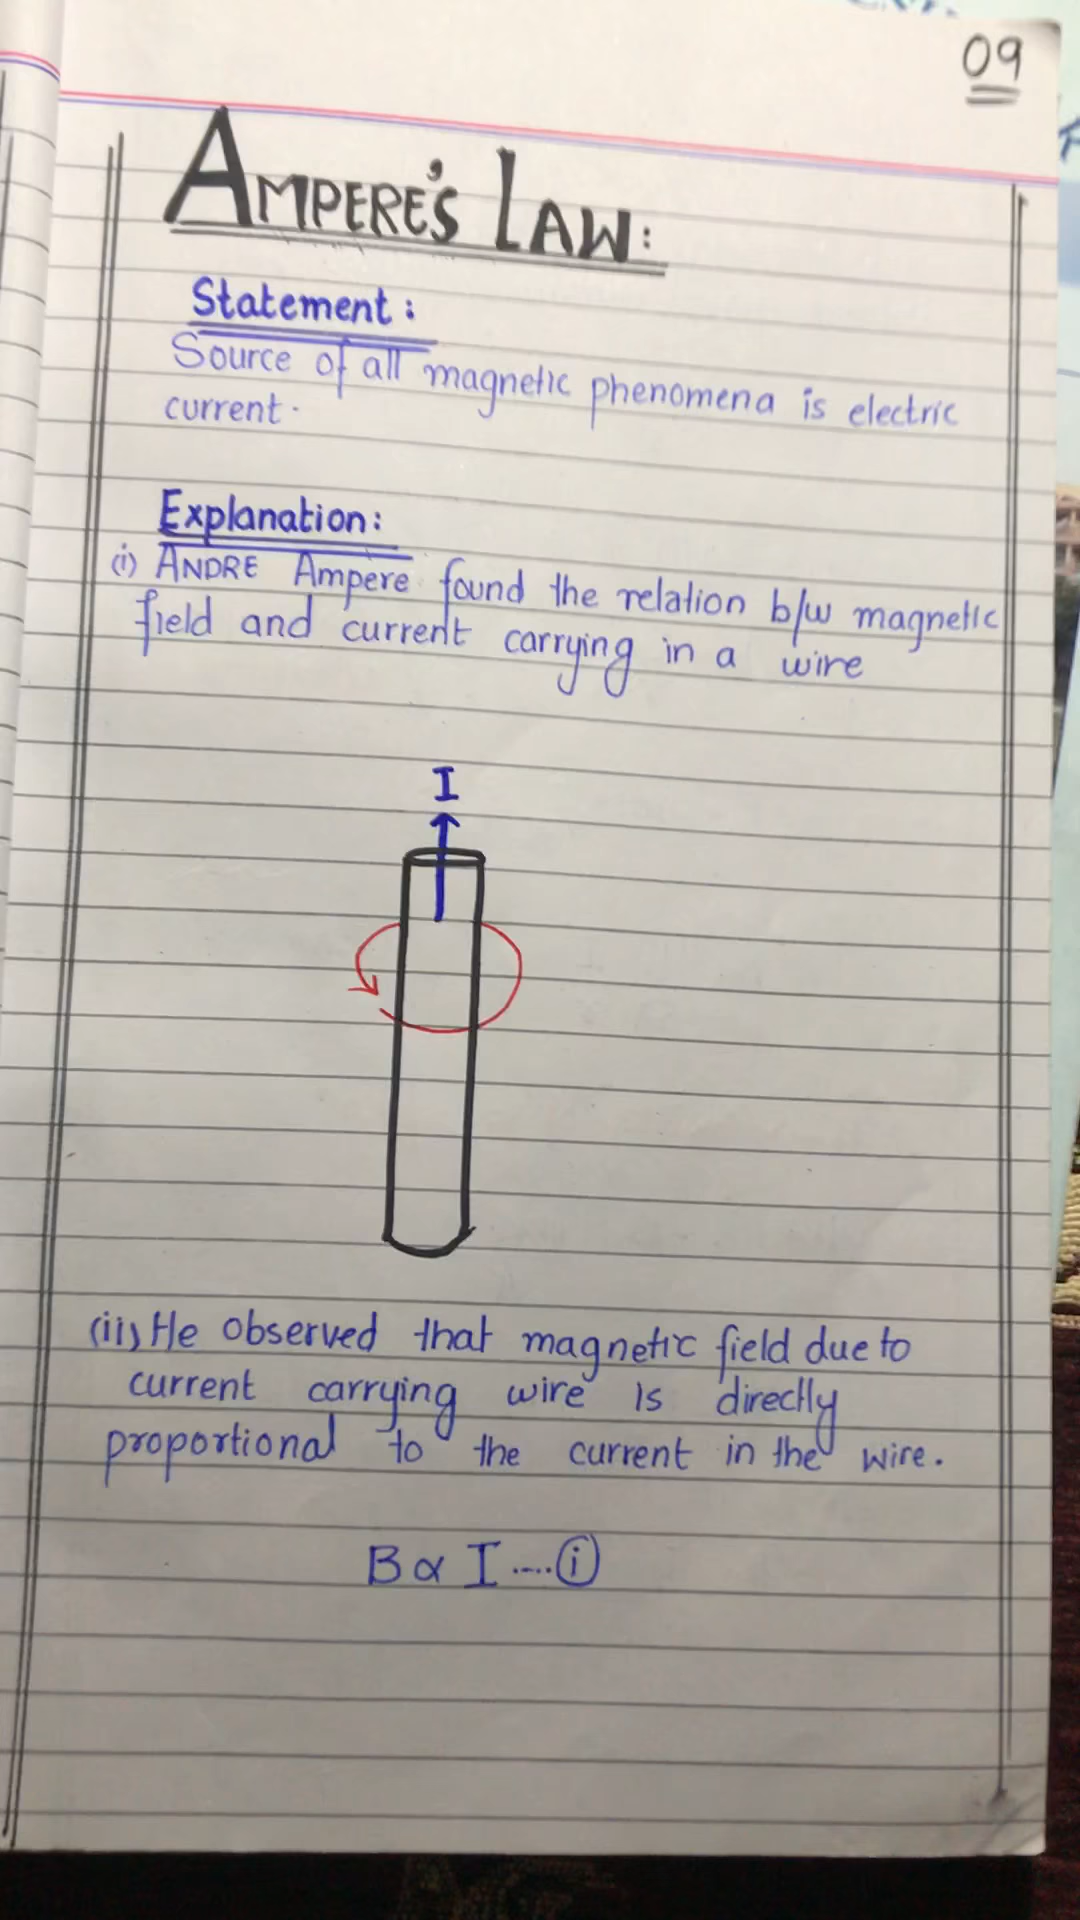 09
AMPERE'S LAW:
Statement:
Source of all magnetic phenomena is electric
current.
Explanation:
(i) ANDRE Ampere found the relation b/w magnetic
field and current carrying in a wire
I
(ii) He observed that magnetic field due to
current carrying wire is directly
proportional to the current in the wire.
B ∝ I ....ⓘ